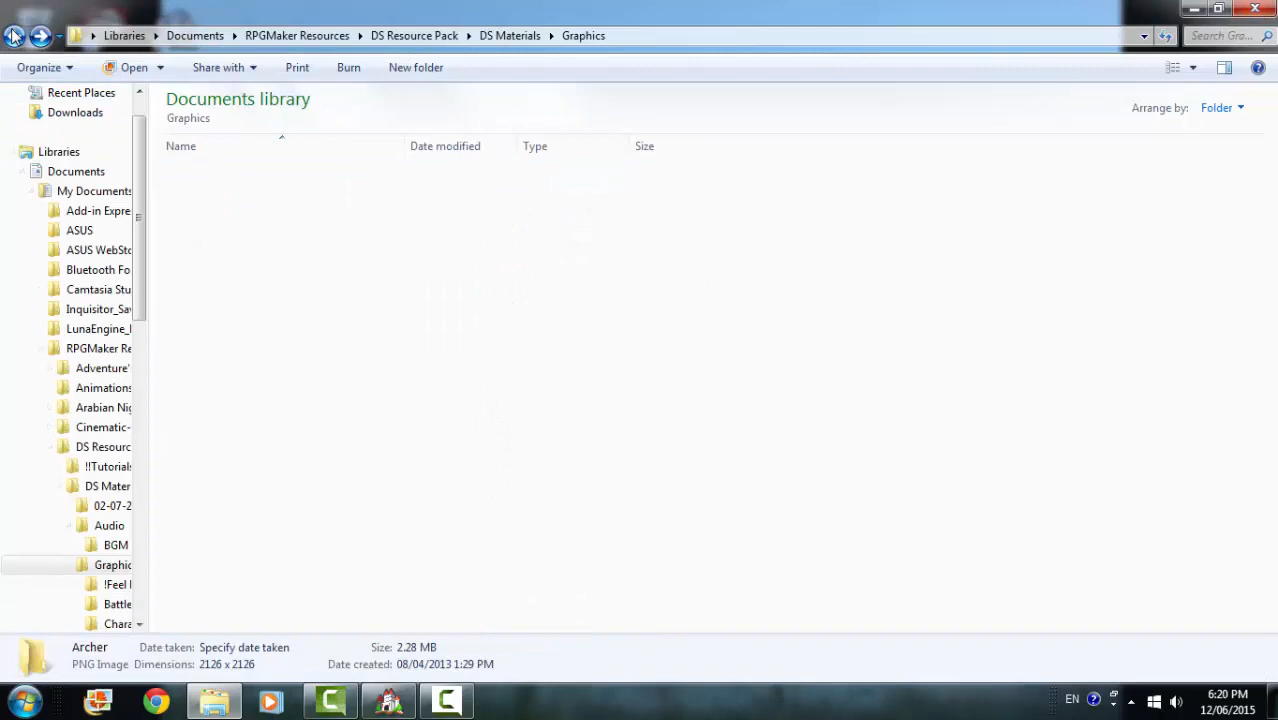 Libraries Documents RPGMaker Resources DS Resource Pack DS Materials Graphics
Search Gra...
Organize Open Share with Print Burn New folder
Recent Places
Downloads
Libraries
Documents
My Documents
Add-in Expre
ASUS
ASUS WebSto
Bluetooth Fo
Camtasia Stu
Inquisitor_Sav
LunaEngine_
RPGMaker Re
Adventure'
Animations
Arabian Nig
Cinematic-
DS Resourc
!!Tutorials
DS Mater
02-07-2
Audio
BGM
Graphic
!Feel
Battle
Chara
Documents library
Graphics
Arrange by: Folder
Name Date modified Type Size
Archer Date taken: Specify date taken Size: 2.28 MB
PNG Image Dimensions: 2126 x 2126 Date created: 08/04/2013 1:29 PM
EN
6:20 PM
12/06/2015